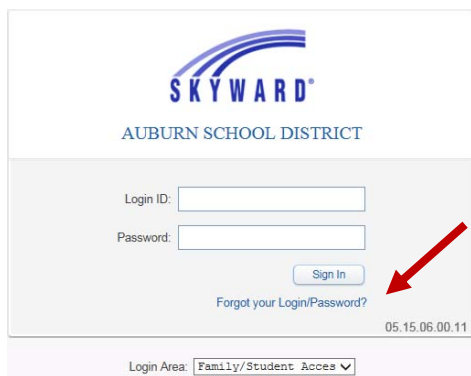 SKYWARD®
AUBURN SCHOOL DISTRICT
Login ID:
Password:
Sign In
Forgot your Login/Password?
05.15.06.00.11
Login Area: Family/Student Acces